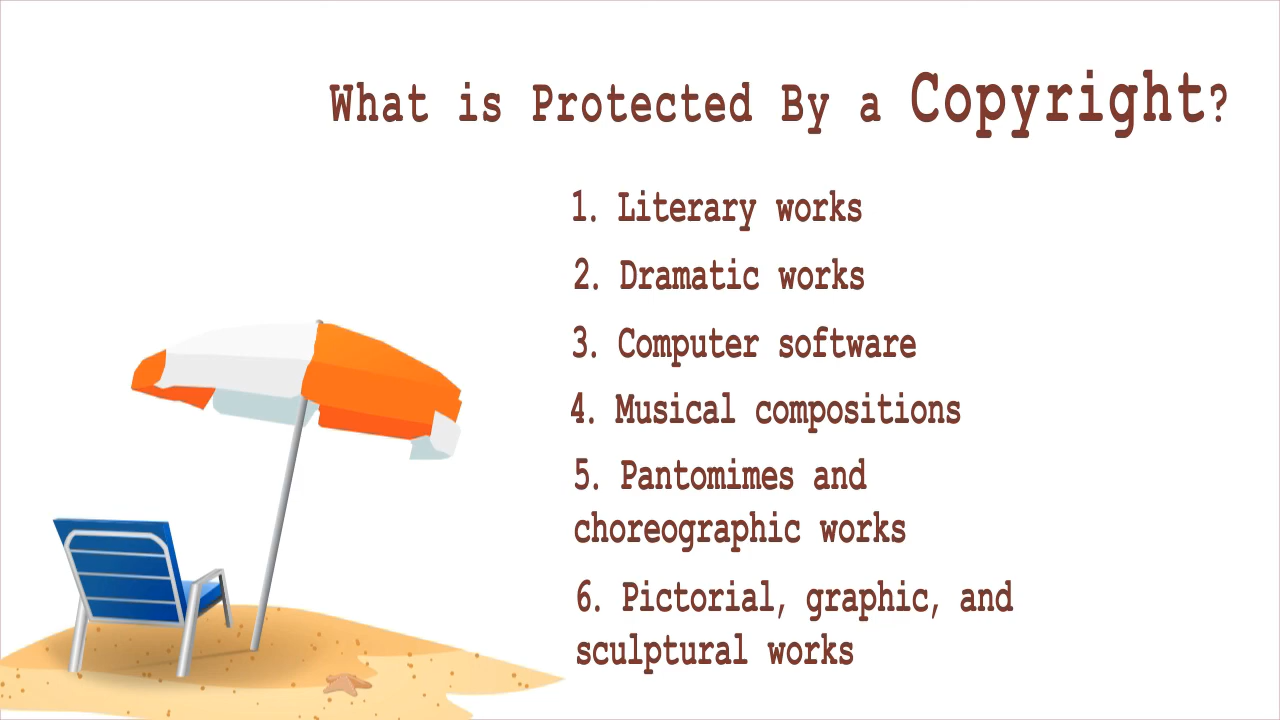 What is Protected By a Copyright?
1. Literary works
2. Dramatic works
3. Computer software
4. Musical compositions
5. Pantomimes and
choreographic works
6. Pictorial, graphic, and
sculptural works